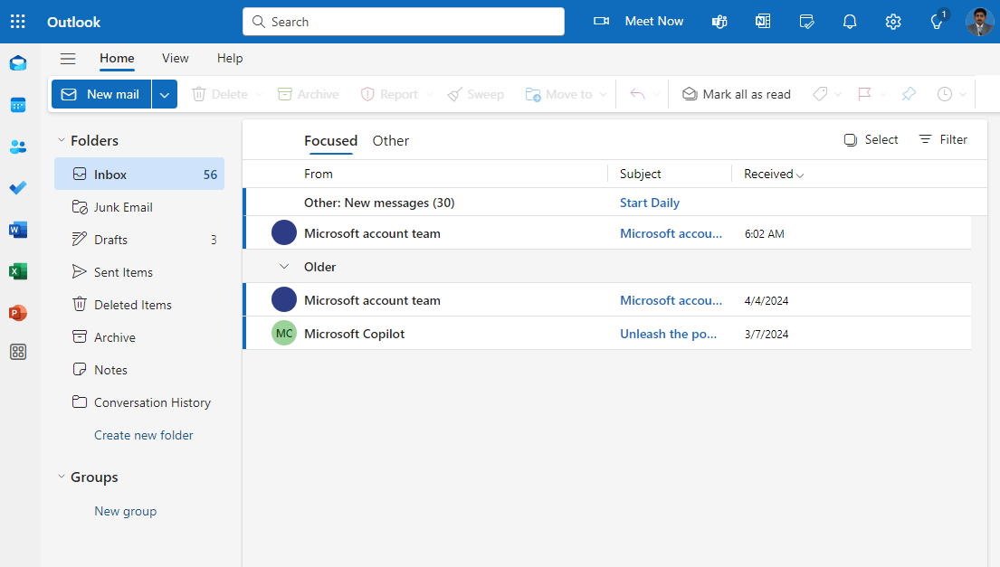 Outlook
Search
Meet Now
1
Home View Help
New mail Delete Archive Report Sweep Move to Mark all as read
Folders
Inbox 56
Junk Email
Drafts 3
Sent Items
Deleted Items
Archive
Notes
Conversation History
Create new folder
Groups
New group
Focused Other Select Filter
From Subject Received
Other: New messages (30) Start Daily
Microsoft account team Microsoft accou... 6:02 AM
Older
Microsoft account team Microsoft accou... 4/4/2024
MC Microsoft Copilot Unleash the po... 3/7/2024
W
X
P
N